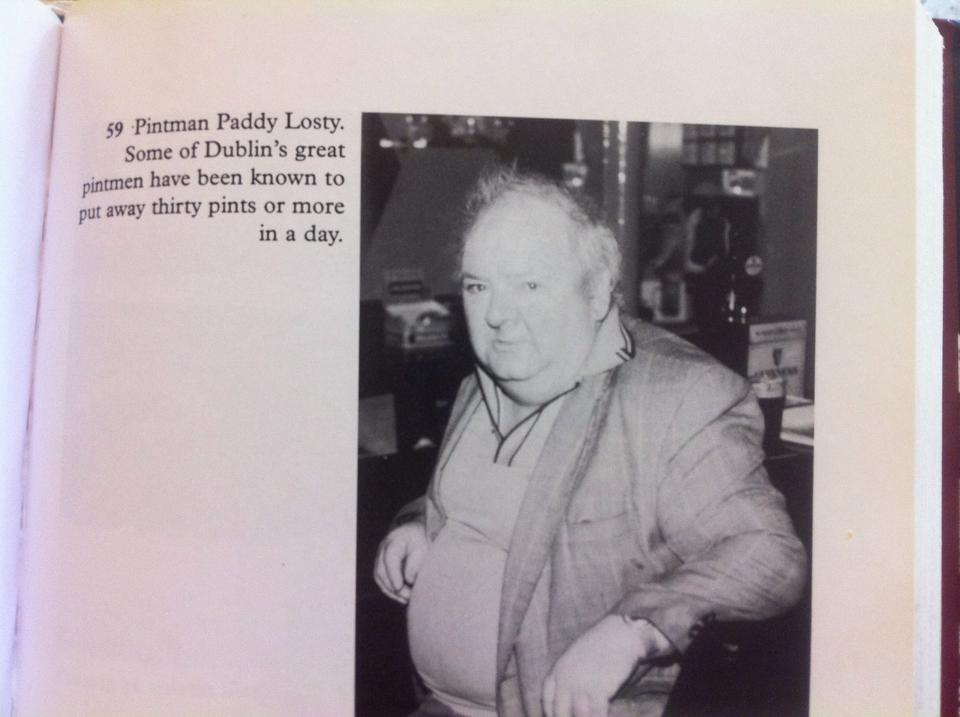 59 Pintman Paddy Losty.
Some of Dublin's great
pintmen have been known to
put away thirty pints or more
in a day.
GUINNESS